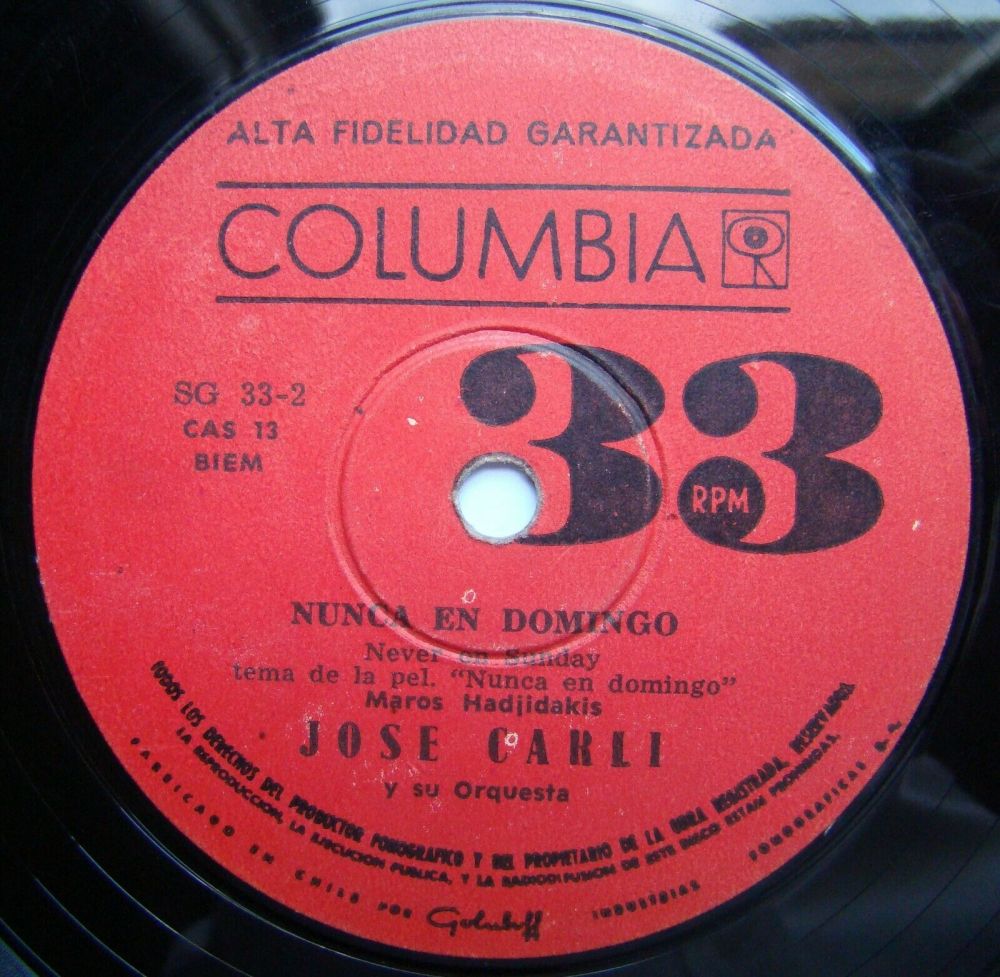 ALTA FIDELIDAD GARANTIZADA
COLUMBIA
33
RPM
SG 33-2
CAS 13
BIEM
NUNCA EN DOMINGO
Never on Sunday
tema de la pel. "Nunca en domingo"
Maros Hadjidakis
JOSE CARLI
y su Orquesta
TODOS LOS DERECHOS DEL PRODUCTOR FONOGRAFICO Y DEL PROPIETARIO DE LA OBRA REGISTRADA, RESERVADOS.
LA REPRODUCCION, LA EJECUCION PUBLICA, Y LA RADIODIFUSION DE ESTE DISCO ESTAN PROHIBIDAS.
FABRICADO EN CHILE POR Goluboff INDUSTRIAS FONOGRAFICAS S. A.